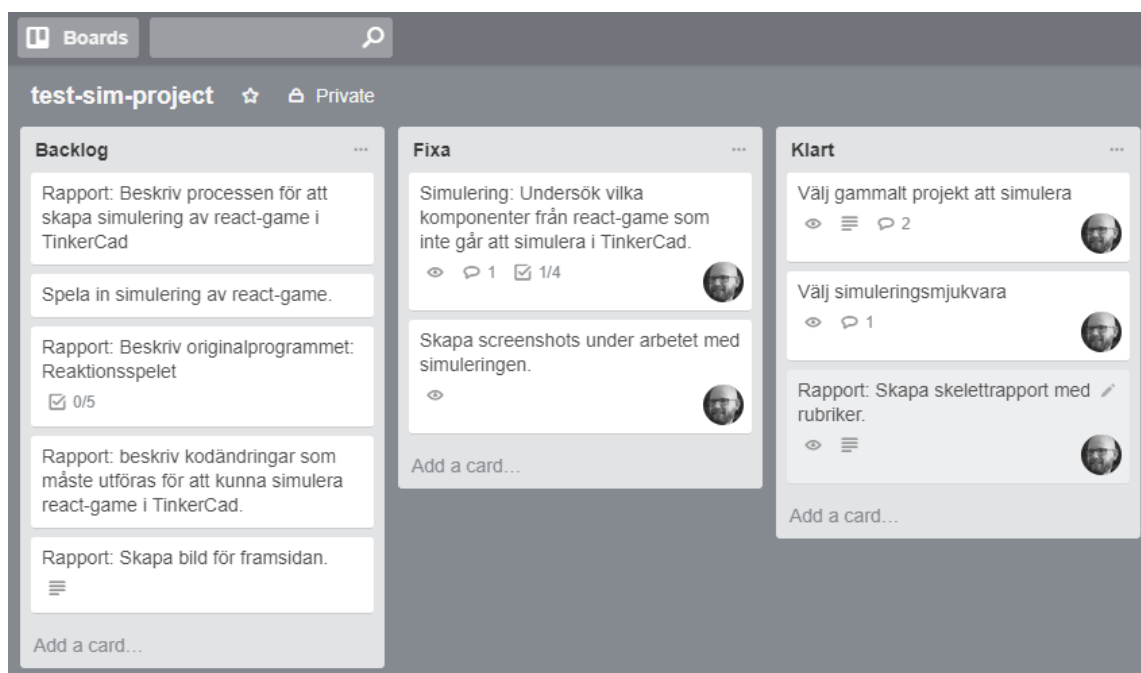 Boards
test-sim-project
Private
Backlog
...
Rapport: Beskriv processen för att
skapa simulering av react-game i
TinkerCad
Spela in simulering av react-game.
Rapport: Beskriv originalprogrammet:
Reaktionsspelet
0/5
Rapport: beskriv kodändringar som
måste utföras för att kunna simulera
react-game i TinkerCad.
Rapport: Skapa bild för framsidan.
Add a card...
Fixa
...
Simulering: Undersök vilka
komponenter från react-game som
inte går att simulera i TinkerCad.
1 1/4
Skapa screenshots under arbetet med
simuleringen.
Add a card...
Klart
...
Välj gammalt projekt att simulera
2
Välj simuleringsmjukvara
1
Rapport: Skapa skelettrapport med
rubriker.
Add a card...